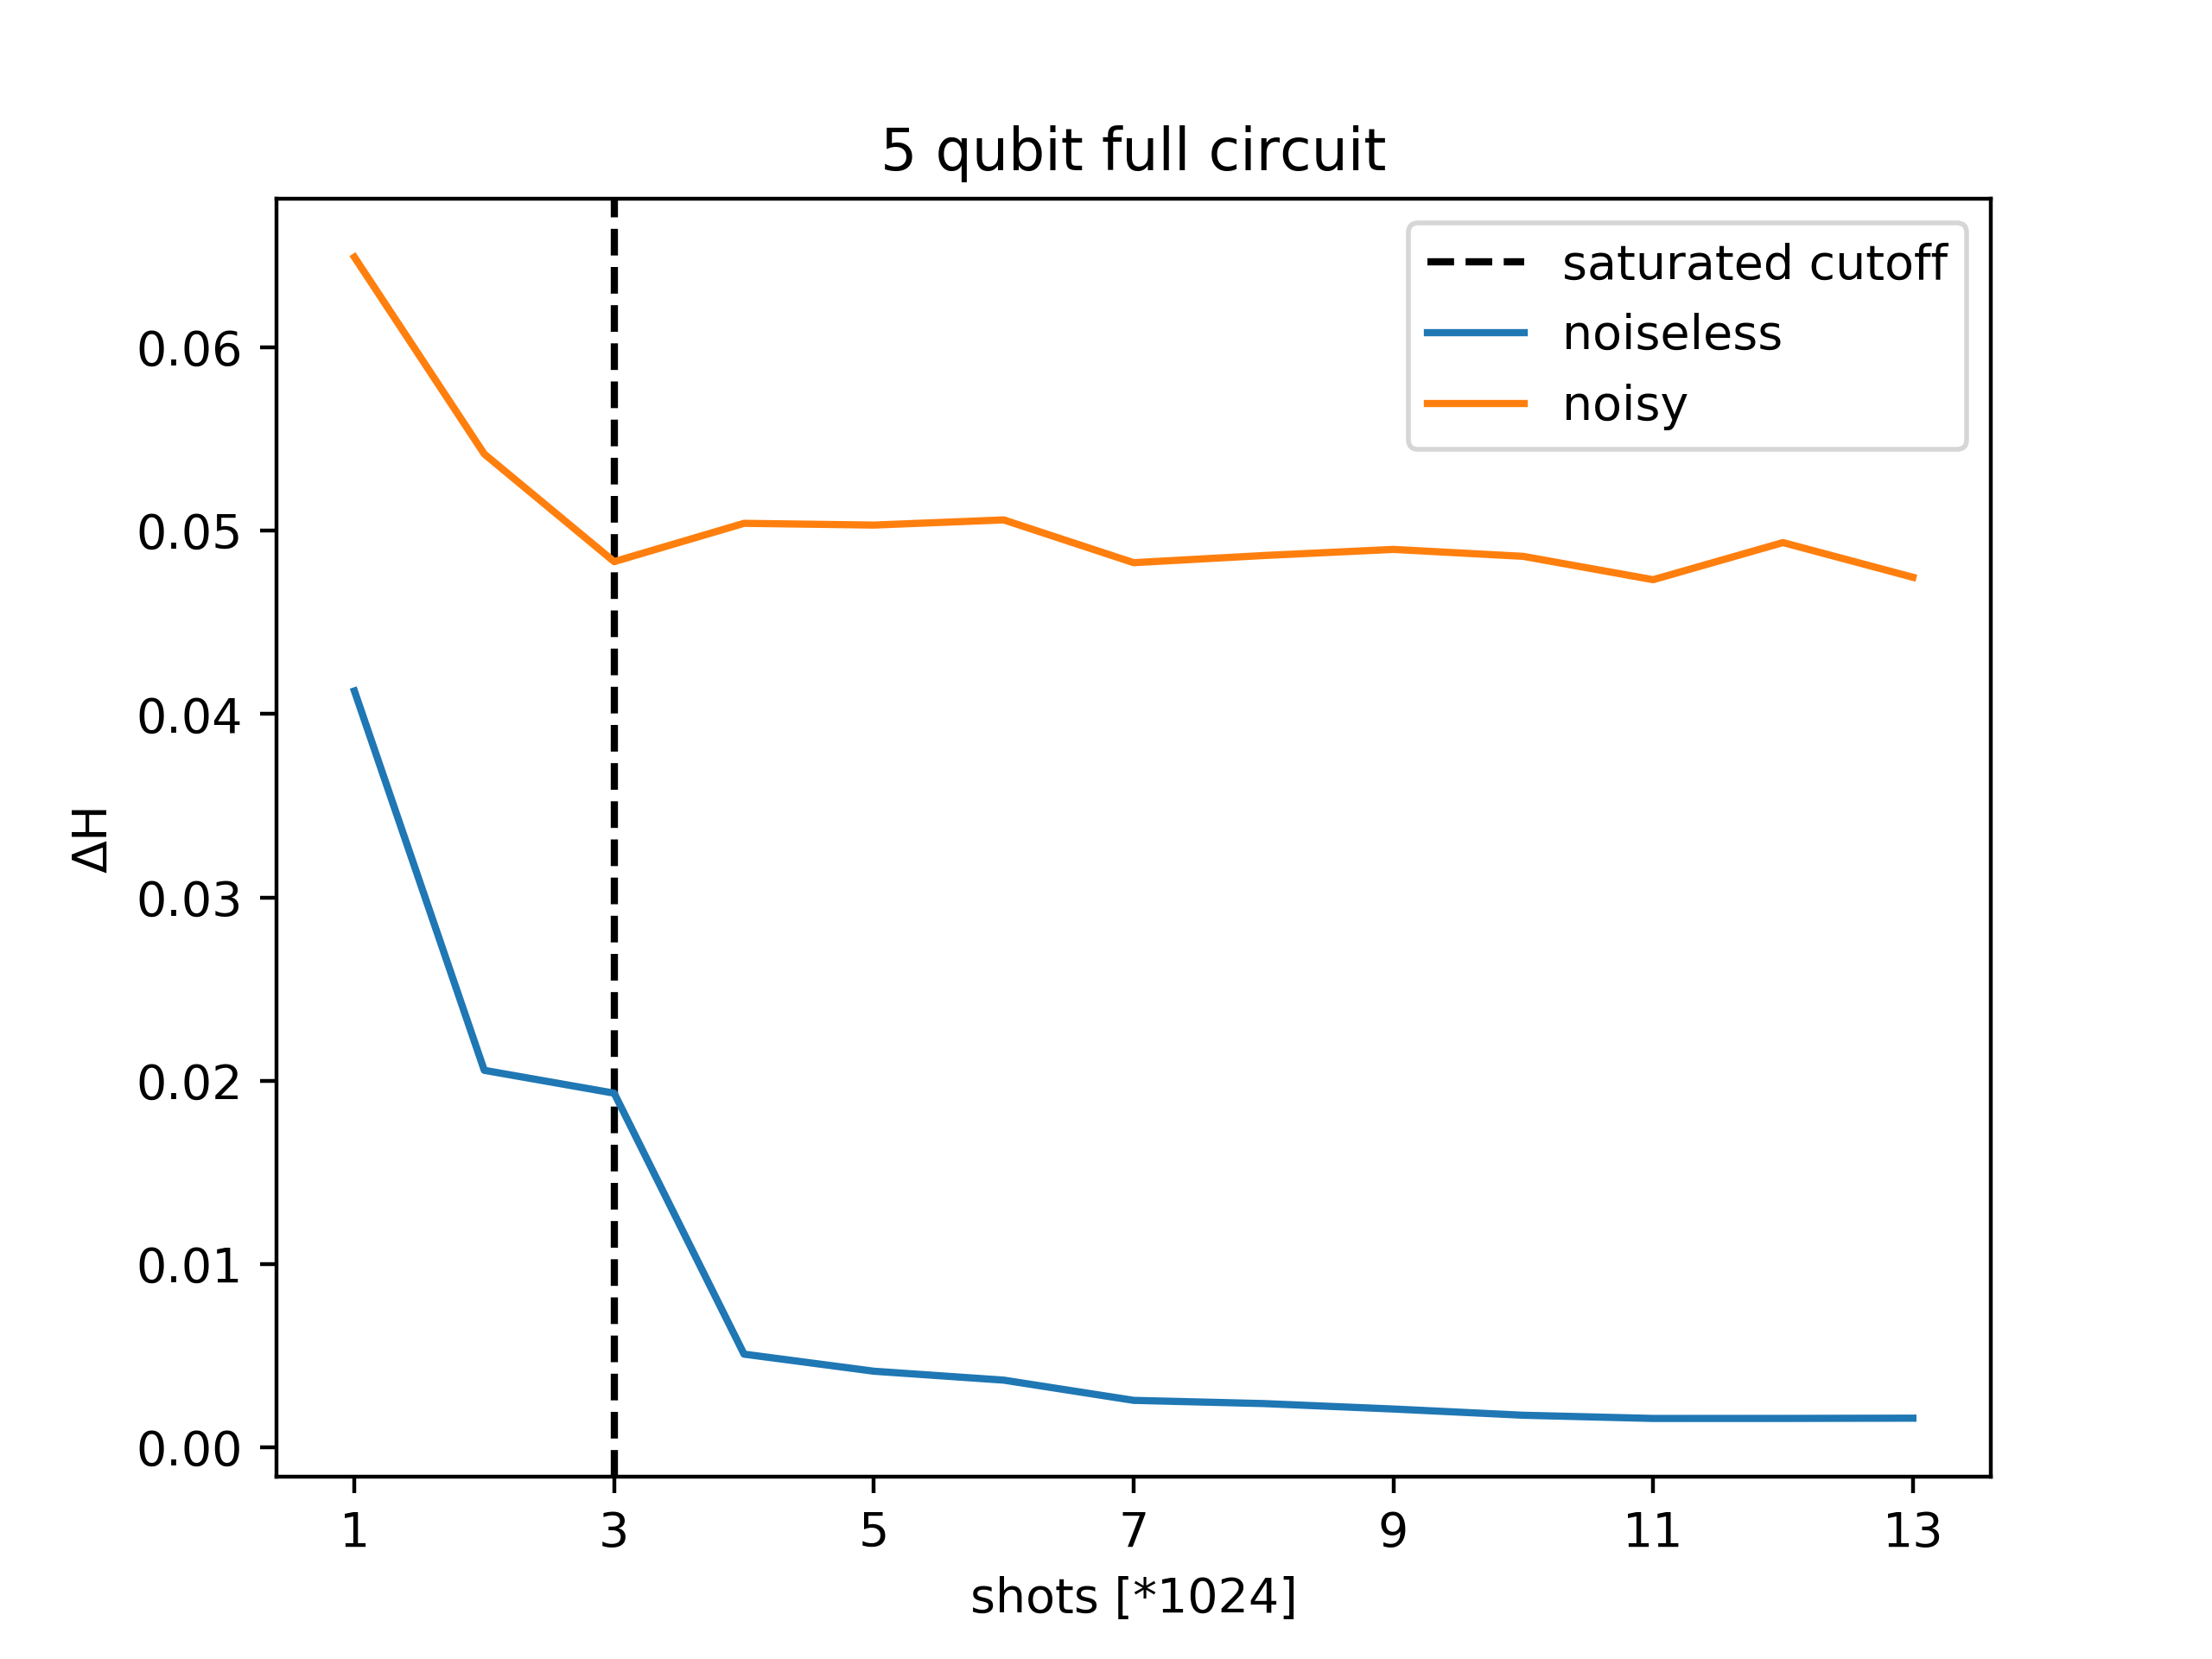 5 qubit full circuit
saturated cutoff
noiseless
noisy
0.06
0.05
0.04
0.03
0.02
0.01
0.00
ΔH
1 3 5 7 9 11 13
shots [*1024]